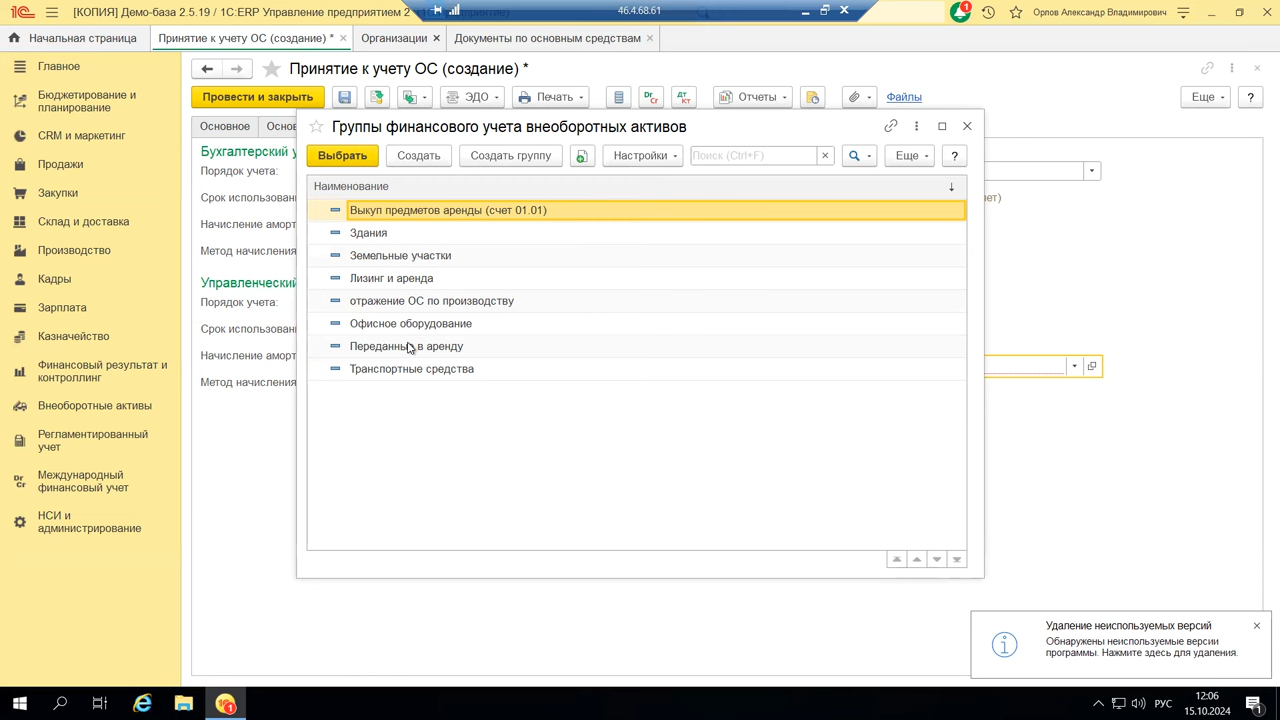 [КОПИЯ] Демо-база 2.5.19 / 1С:ERP Управление предприятием 2
46.4.68.61
1
Орлов Александр Владимирович
Начальная страница
Принятие к учету ОС (создание) *
Организации
Документы по основным средствам
Главное
Бюджетирование и
планирование
CRM и маркетинг
Продажи
Закупки
Склад и доставка
Производство
Кадры
Зарплата
Казначейство
Финансовый результат и
контроллинг
Внеоборотные активы
Регламентированный
учет
Международный
финансовый учет
НСИ и
администрирование
Принятие к учету ОС (создание) *
Провести и закрыть
ЭДО
Печать
Отчеты
Файлы
Еще
?
Основное
Осно
Бухгалтерский у
Порядок учета:
Срок использован
Начисление аморт
Метод начисления
Управленческий
Порядок учета:
Срок использован
Начисление аморт
Метод начисления
ет)
Группы финансового учета внеоборотных активов
Выбрать
Создать
Создать группу
Настройки
Поиск (Ctrl+F)
Еще
?
Наименование
Выкуп предметов аренды (счет 01.01)
Здания
Земельные участки
Лизинг и аренда
отражение ОС по производству
Офисное оборудование
Переданные в аренду
Транспортные средства
Удаление неиспользуемых версий
Обнаружены неиспользуемые версии
программы. Нажмите здесь для удаления.
РУС
12:06
15.10.2024
1